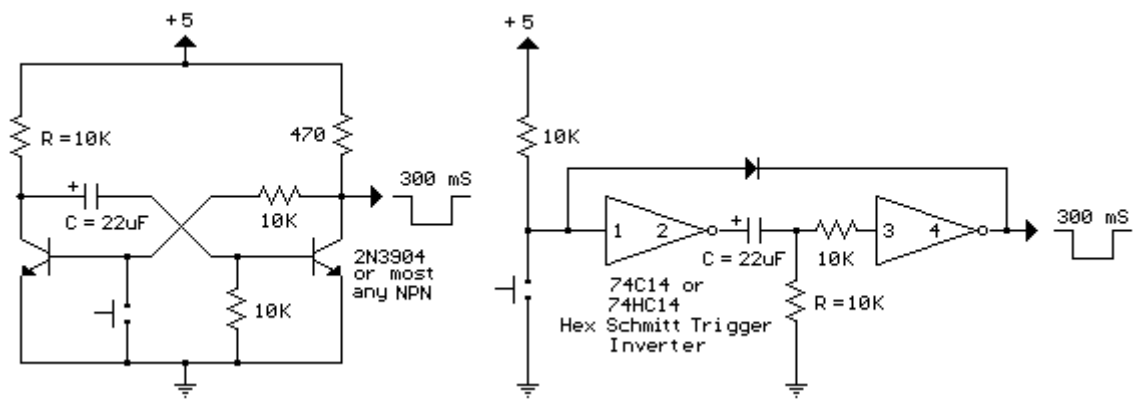 +5
R=10K
470
+
C = 22uF
10K
300 mS
2N3904
or most
any NPN
10K
+5
10K
1
2
+
C = 22uF
10K
3
4
300 mS
74C14 or
74HC14
Hex Schmitt Trigger
Inverter
R=10K